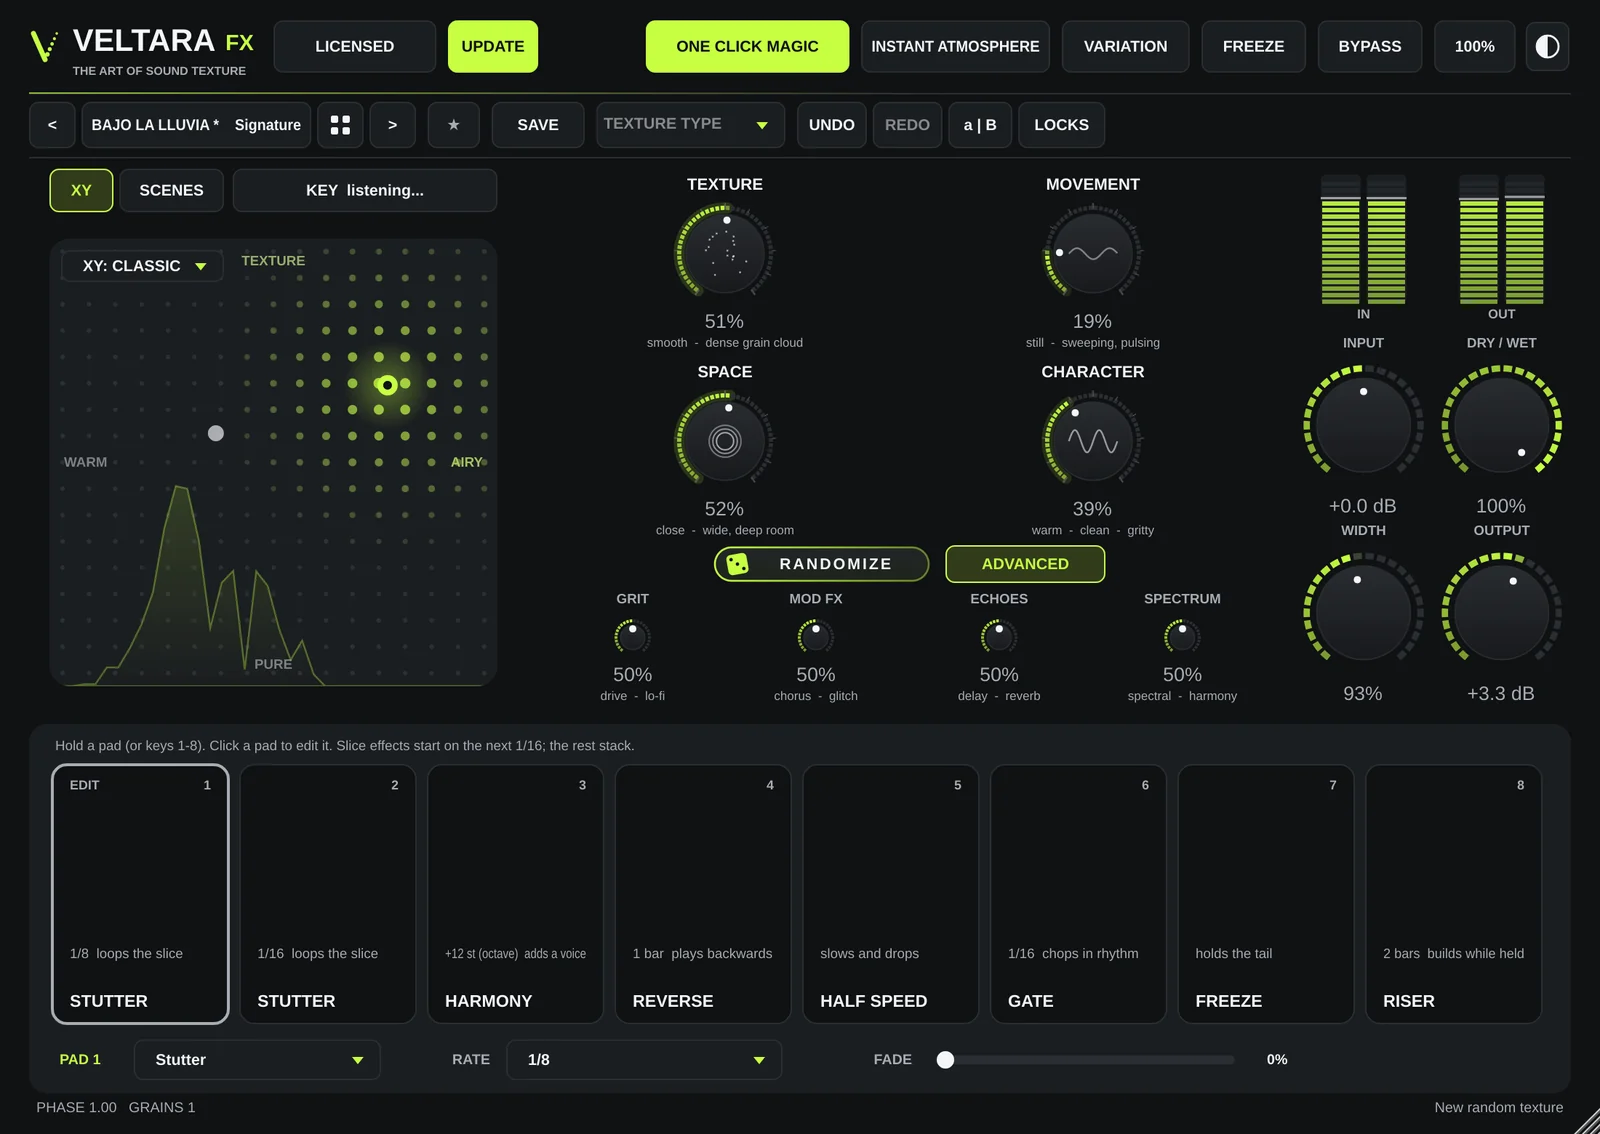 VELTARA FX
THE ART OF SOUND TEXTURE
LICENSED
UPDATE
ONE CLICK MAGIC
INSTANT ATMOSPHERE
VARIATION
FREEZE
BYPASS
100%
<
BAJO LA LLUVIA * Signature
>
★
SAVE
TEXTURE TYPE
UNDO
REDO
a | B
LOCKS
XY
SCENES
KEY listening...
XY: CLASSIC
TEXTURE
WARM
AIRY
PURE
TEXTURE
51%
smooth - dense grain cloud
MOVEMENT
19%
still - sweeping, pulsing
SPACE
52%
close - wide, deep room
CHARACTER
39%
warm - clean - gritty
RANDOMIZE
ADVANCED
GRIT
50%
drive - lo-fi
MOD FX
50%
chorus - glitch
ECHOES
50%
delay - reverb
SPECTRUM
50%
spectral - harmony
IN
OUT
INPUT
+0.0 dB
DRY / WET
100%
WIDTH
93%
OUTPUT
+3.3 dB
Hold a pad (or keys 1-8). Click a pad to edit it. Slice effects start on the next 1/16; the rest stack.
EDIT 1
1/8 loops the slice
STUTTER
2
1/16 loops the slice
STUTTER
3
+12 st (octave) adds a voice
HARMONY
4
1 bar plays backwards
REVERSE
5
slows and drops
HALF SPEED
6
1/16 chops in rhythm
GATE
7
holds the tail
FREEZE
8
2 bars builds while held
RISER
PAD 1
Stutter
RATE
1/8
FADE
0%
PHASE 1.00 GRAINS 1
New random texture